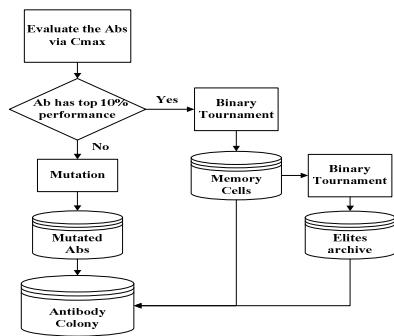 Evaluate the Abs
via Cmax
Ab has top 10%
performance
Yes
Binary
Tournament
No
Mutation
Memory
Cells
Binary
Tournament
Mutated
Abs
Elites
archive
Antibody
Colony